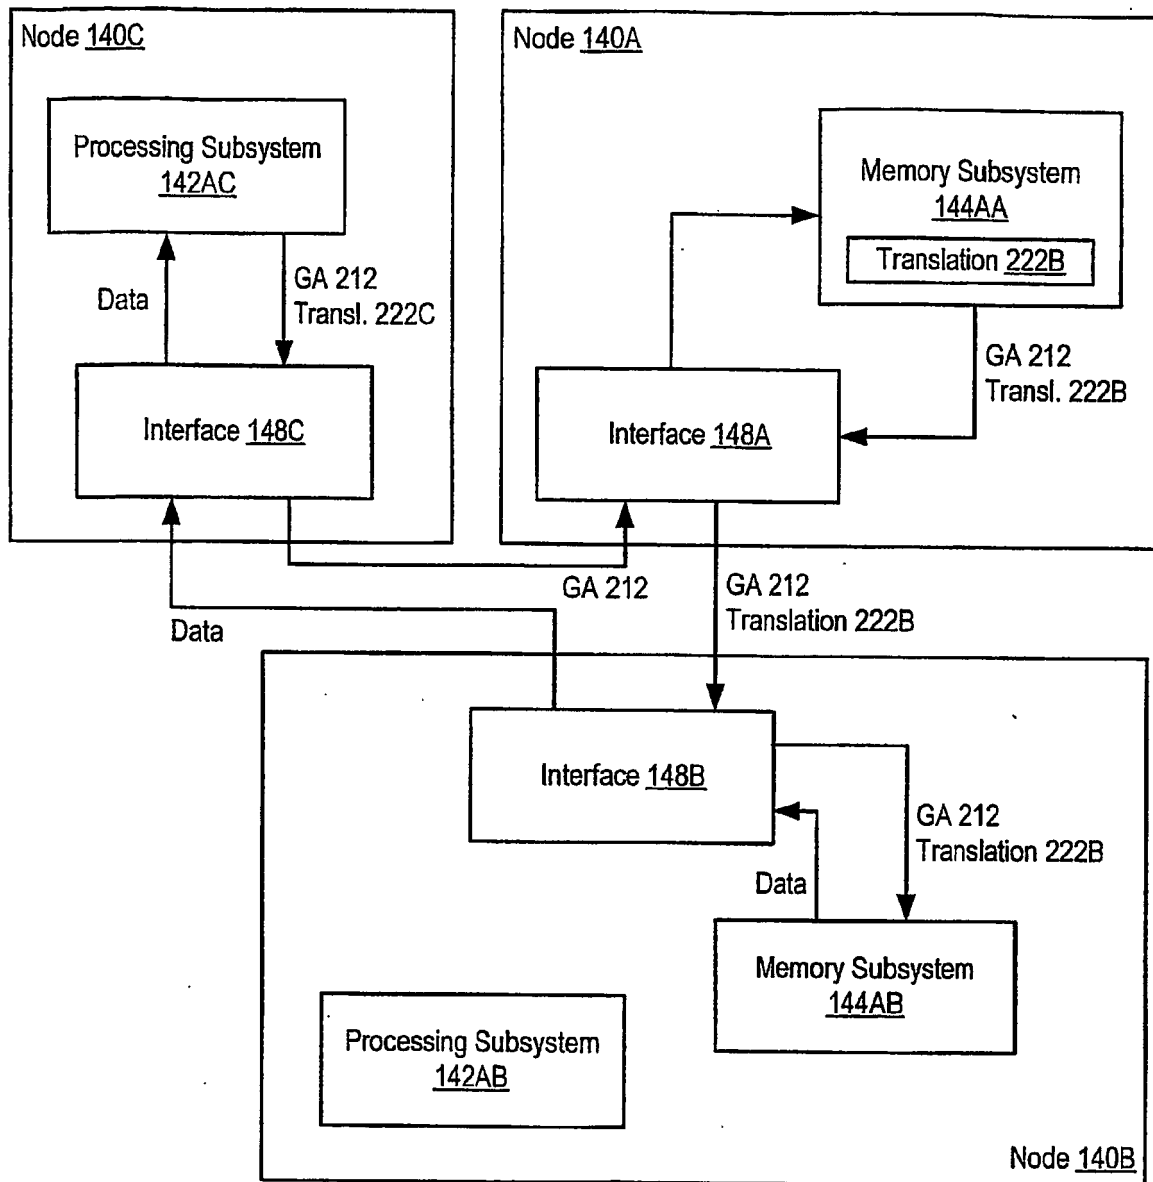 Node 140C
Processing Subsystem
142AC
Data
GA 212
Transl. 222C
Interface 148C
Node 140A
Memory Subsystem
144AA
Translation 222B
GA 212
Transl. 222B
Interface 148A
GA 212
GA 212
Translation 222B
Data
Interface 148B
GA 212
Translation 222B
Data
Memory Subsystem
144AB
Processing Subsystem
142AB
Node 140B